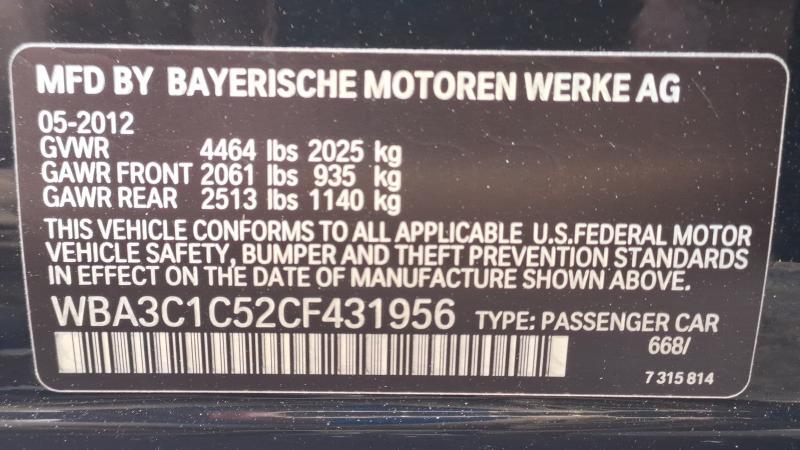 MFD BY BAYERISCHE MOTOREN WERKE AG
05-2012
GVWR 4464 lbs 2025 kg
GAWR FRONT 2061 lbs 935 kg
GAWR REAR 2513 lbs 1140 kg
THIS VEHICLE CONFORMS TO ALL APPLICABLE U.S.FEDERAL MOTOR
VEHICLE SAFETY, BUMPER AND THEFT PREVENTION STANDARDS
IN EFFECT ON THE DATE OF MANUFACTURE SHOWN ABOVE.
WBA3C1C52CF431956 TYPE: PASSENGER CAR
668/
7 315 814